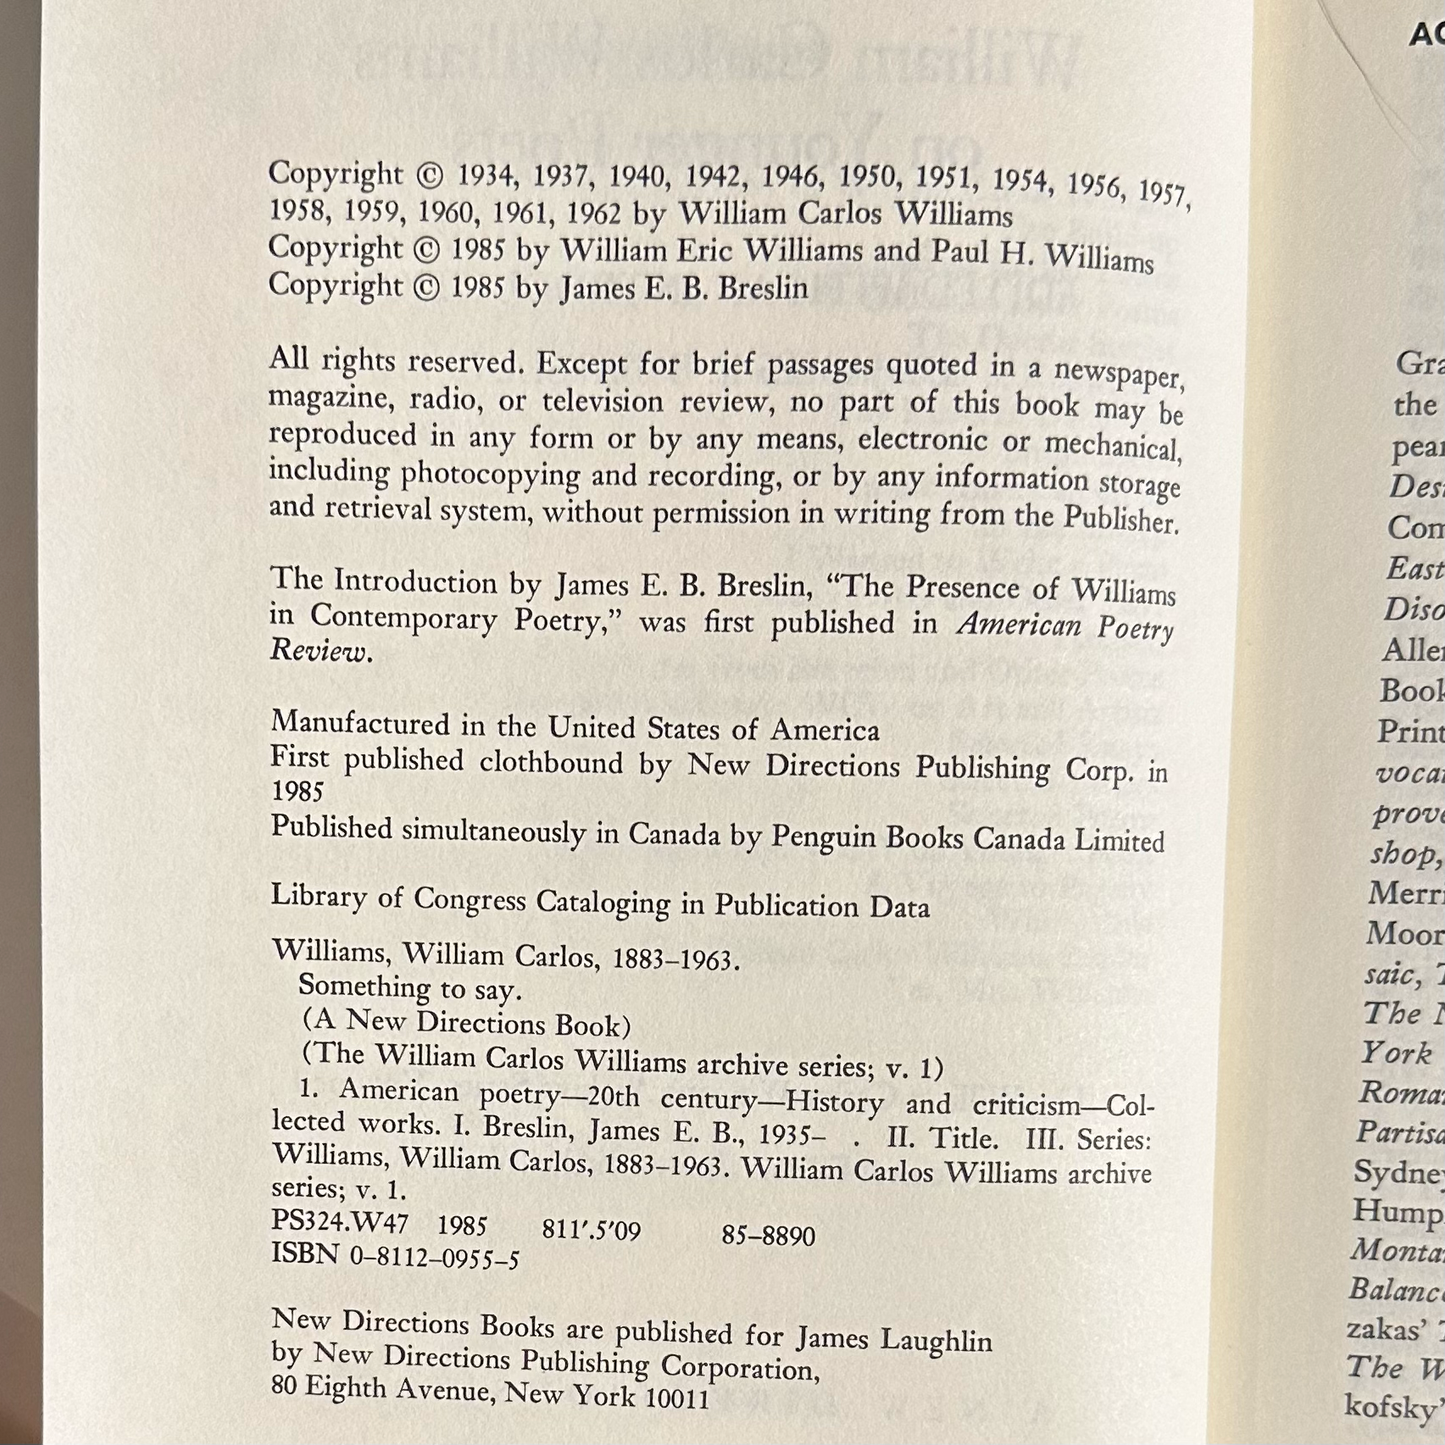 Copyright © 1934, 1937, 1940, 1942, 1946, 1950, 1951, 1954, 1956, 1957,
1958, 1959, 1960, 1961, 1962 by William Carlos Williams
Copyright © 1985 by William Eric Williams and Paul H. Williams
Copyright © 1985 by James E. B. Breslin
All rights reserved. Except for brief passages quoted in a newspaper,
magazine, radio, or television review, no part of this book may be
reproduced in any form or by any means, electronic or mechanical,
including photocopying and recording, or by any information storage
and retrieval system, without permission in writing from the Publisher.
The Introduction by James E. B. Breslin, “The Presence of Williams
in Contemporary Poetry,” was first published in American Poetry
Review.
Manufactured in the United States of America
First published clothbound by New Directions Publishing Corp. in
1985
Published simultaneously in Canada by Penguin Books Canada Limited
Library of Congress Cataloging in Publication Data
Williams, William Carlos, 1883–1963.
Something to say.
(A New Directions Book)
(The William Carlos Williams archive series; v. 1)
1. American poetry—20th century—History and criticism—Col-
lected works. I. Breslin, James E. B., 1935– . II. Title. III. Series:
Williams, William Carlos, 1883–1963. William Carlos Williams archive
series; v. 1.
PS324.W47 1985 811′.5′09 85–8890
ISBN 0–8112–0955–5
New Directions Books are published for James Laughlin
by New Directions Publishing Corporation,
80 Eighth Avenue, New York 10011
the
East
Book
Print
shop,
The
York
The W